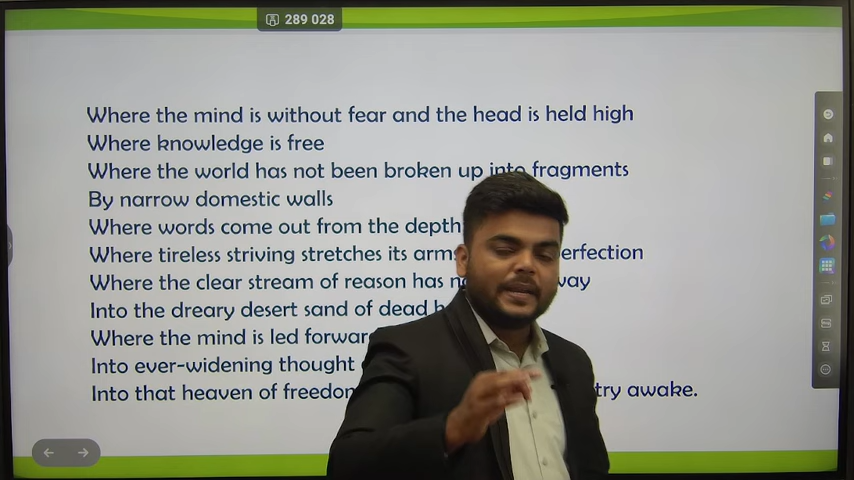 289 028
Where the mind is without fear and the head is held high
Where knowledge is free
Where the world has not been broken up into fragments
By narrow domestic walls
Where words come out from the depth
Where tireless striving stretches its arms erfection
Where the clear stream of reason has way
Into the dreary desert sand of dead
Where the mind is led forwar
Into ever-widening thought
Into that heaven of freedom try awake.